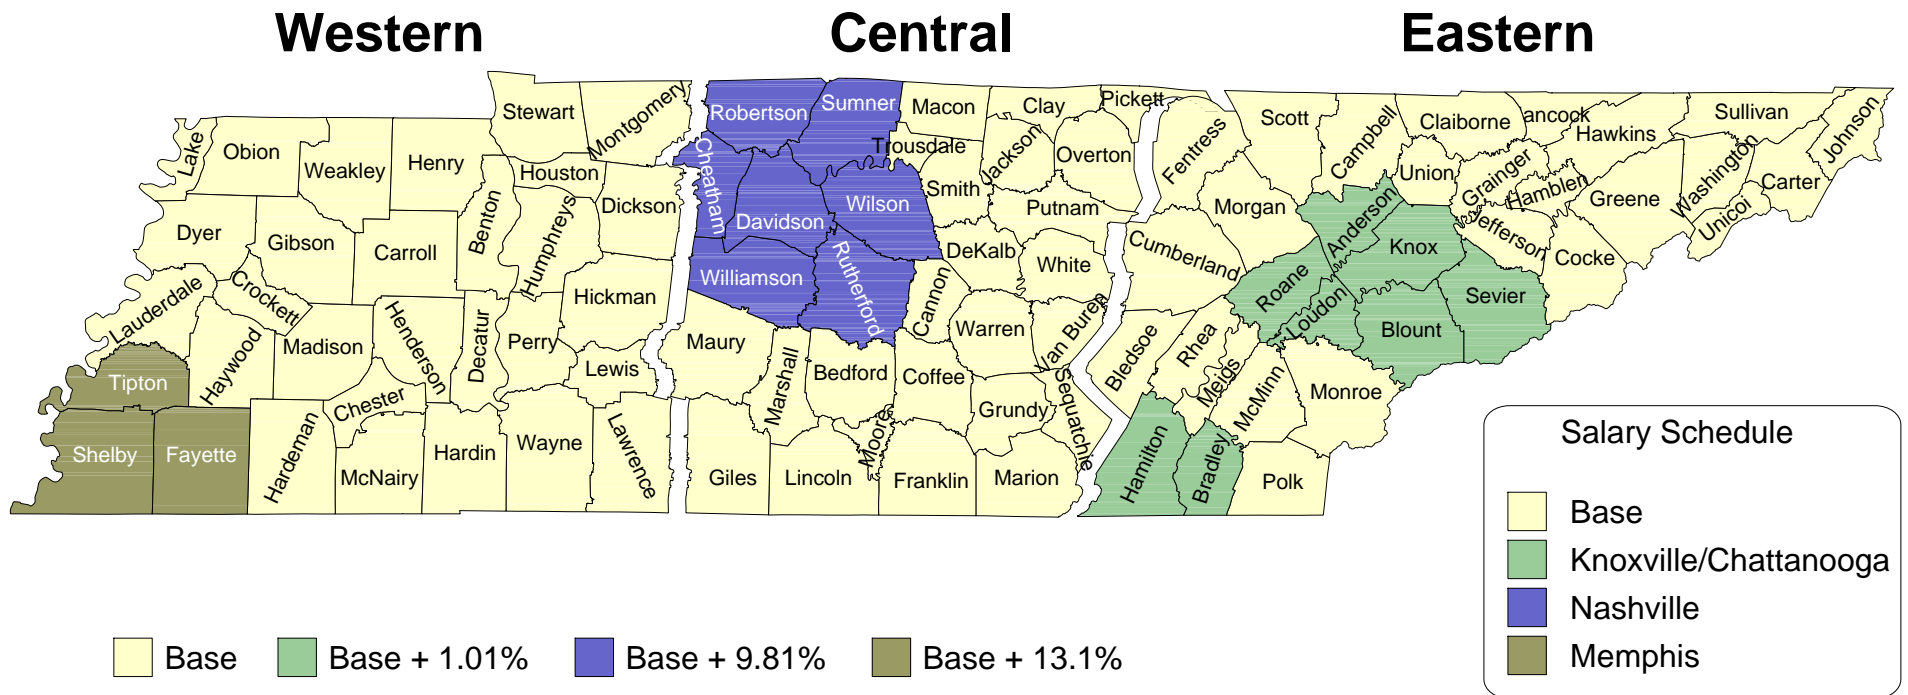 Western
Central
Eastern
Stewart
Montgomery
Robertson
Sumner
Macon
Clay
Pickett
Scott
Campbell
Claiborne
ancock
Hawkins
Sullivan
Johnson
Lake
Obion
Weakley
Henry
Houston
Dickson
Cheatham
Trousdale
Smith
Jackson
Overton
Fentress
Morgan
Union
Grainger
Hamblen
Greene
Washington
Unicoi
Carter
Dyer
Gibson
Carroll
Benton
Humphreys
Davidson
Wilson
Putnam
DeKalb
White
Cumberland
Anderson
Knox
Jefferson
Cocke
Sevier
Lauderdale
Crockett
Haywood
Madison
Henderson
Decatur
Perry
Hickman
Lewis
Williamson
Rutherford
Cannon
Warren
Van Buren
Roane
Loudon
Blount
Maury
Marshall
Bedford
Coffee
Grundy
Sequatchie
Bledsoe
Rhea
Meigs
McMinn
Monroe
Tipton
Shelby
Fayette
Hardeman
Chester
McNairy
Hardin
Wayne
Lawrence
Giles
Lincoln
Moore
Franklin
Marion
Hamilton
Bradley
Polk
Salary Schedule
Base
Knoxville/Chattanooga
Nashville
Memphis
Base
Base + 1.01%
Base + 9.81%
Base + 13.1%